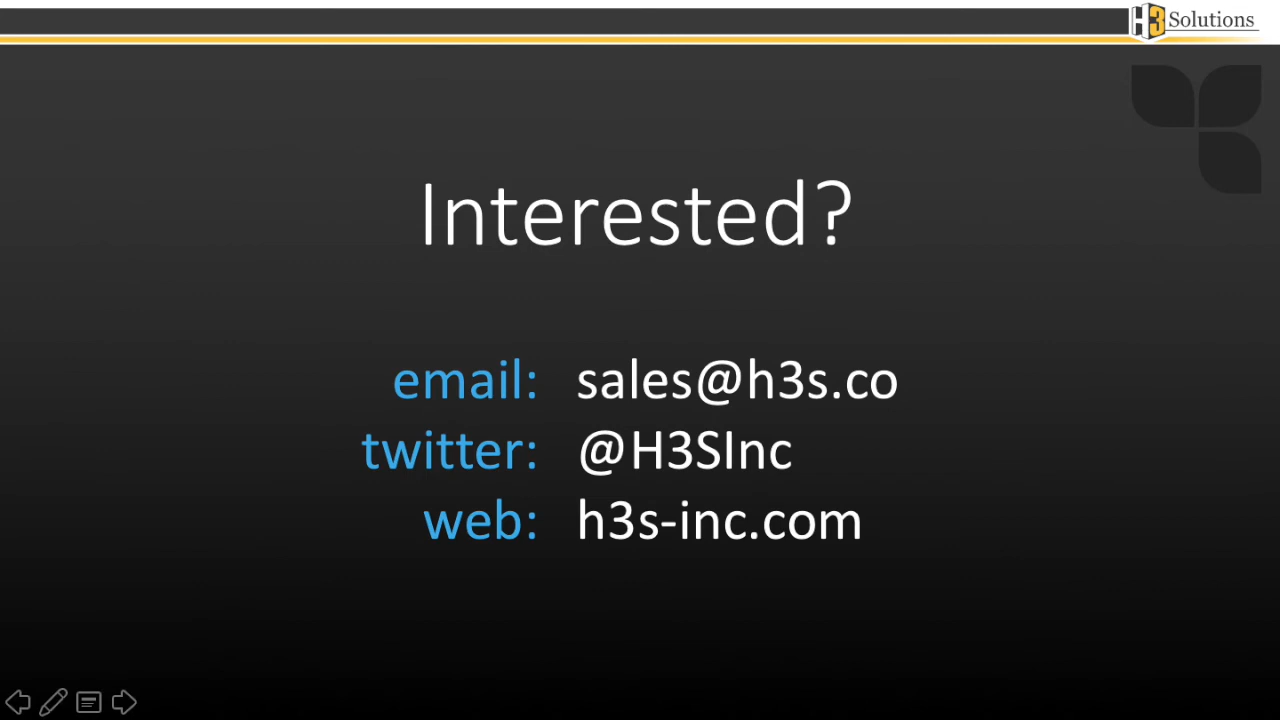 H3 Solutions
Interested?
email: sales@h3s.co
twitter: @H3SInc
web: h3s-inc.com